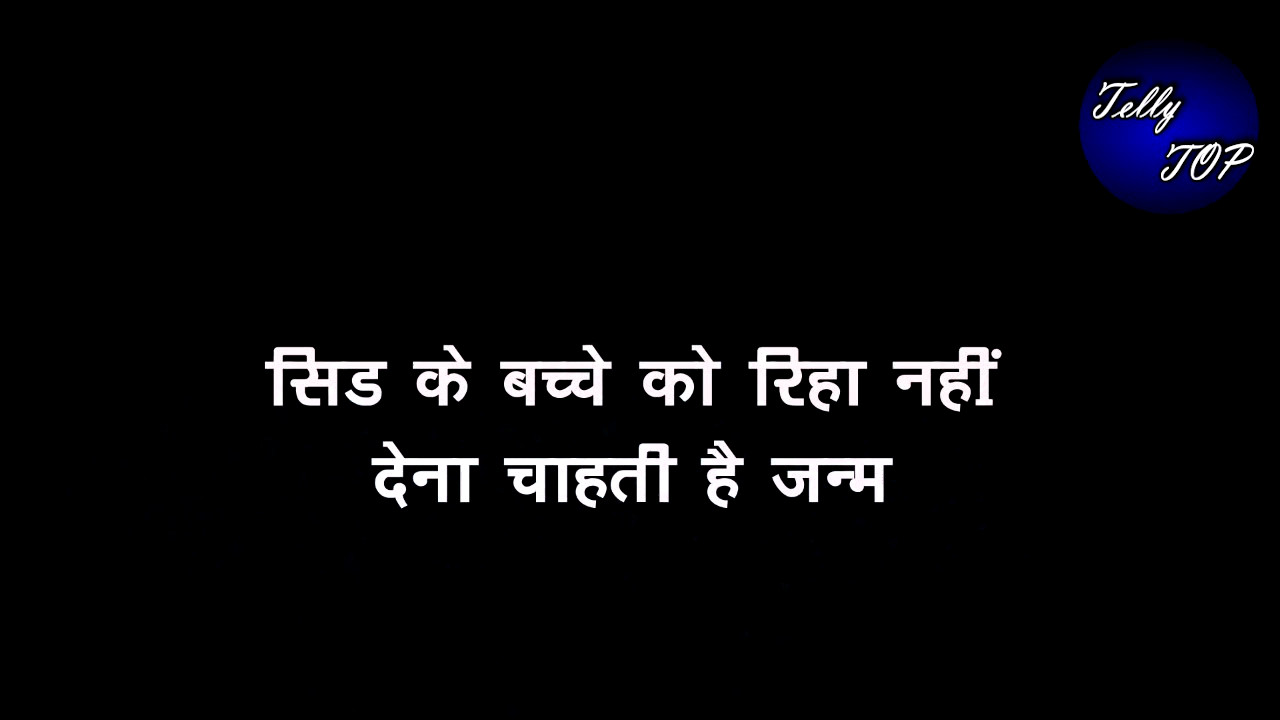 Telly
TOP
सिड के बच्चे को रिहा नहीं
देना चाहती है जन्म